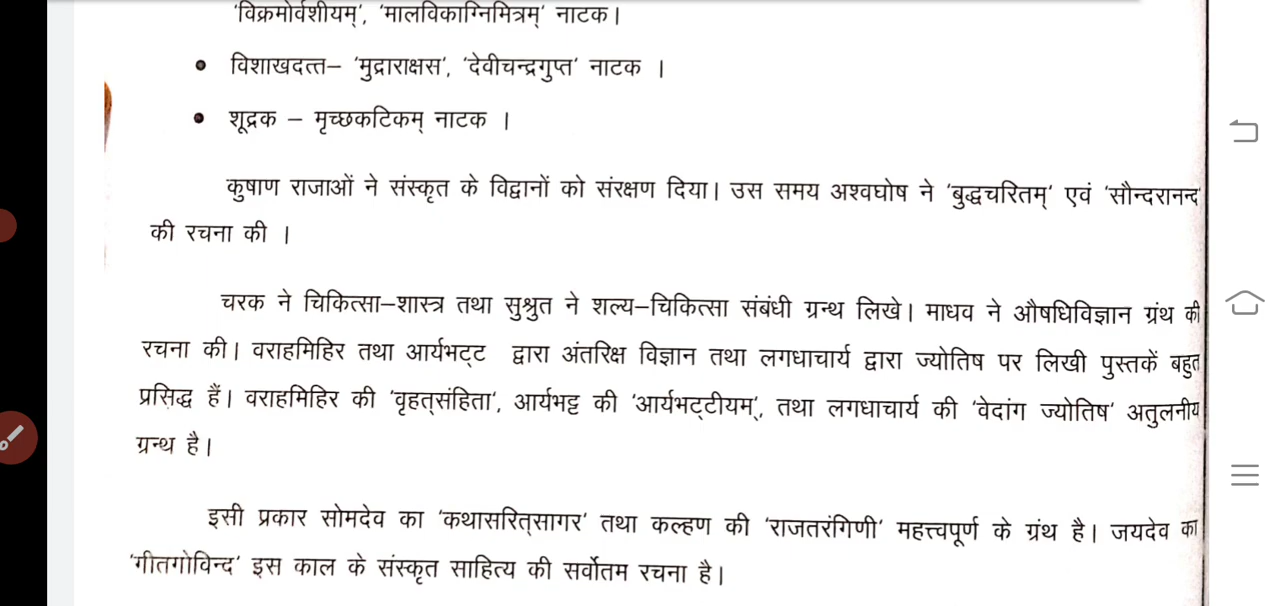 'विक्रमोर्वशीयम्', 'मालविकाग्निमित्रम्' नाटक।
• विशाखदत्त– 'मुद्राराक्षस', 'देवीचन्द्रगुप्त' नाटक ।
• शूद्रक – मृच्छकटिकम् नाटक ।
कुषाण राजाओं ने संस्कृत के विद्वानों को संरक्षण दिया। उस समय अश्वघोष ने 'बुद्धचरितम्' एवं 'सौन्दरानन्द'
की रचना की ।
चरक ने चिकित्सा–शास्त्र तथा सुश्रुत ने शल्य–चिकित्सा संबंधी ग्रन्थ लिखे। माधव ने औषधिविज्ञान ग्रंथ की
रचना की। वराहमिहिर तथा आर्यभट्ट द्वारा अंतरिक्ष विज्ञान तथा लगधाचार्य द्वारा ज्योतिष पर लिखी पुस्तकें बहुत
प्रसिद्ध हैं। वराहमिहिर की 'वृहत्संहिता', आर्यभट्ट की 'आर्यभट्टीयम्', तथा लगधाचार्य की 'वेदांग ज्योतिष' अतुलनीय
ग्रन्थ है।
इसी प्रकार सोमदेव का 'कथासरित्सागर' तथा कल्हण की 'राजतरंगिणी' महत्त्वपूर्ण के ग्रंथ है। जयदेव का
'गीतगोविन्द' इस काल के संस्कृत साहित्य की सर्वोतम रचना है।